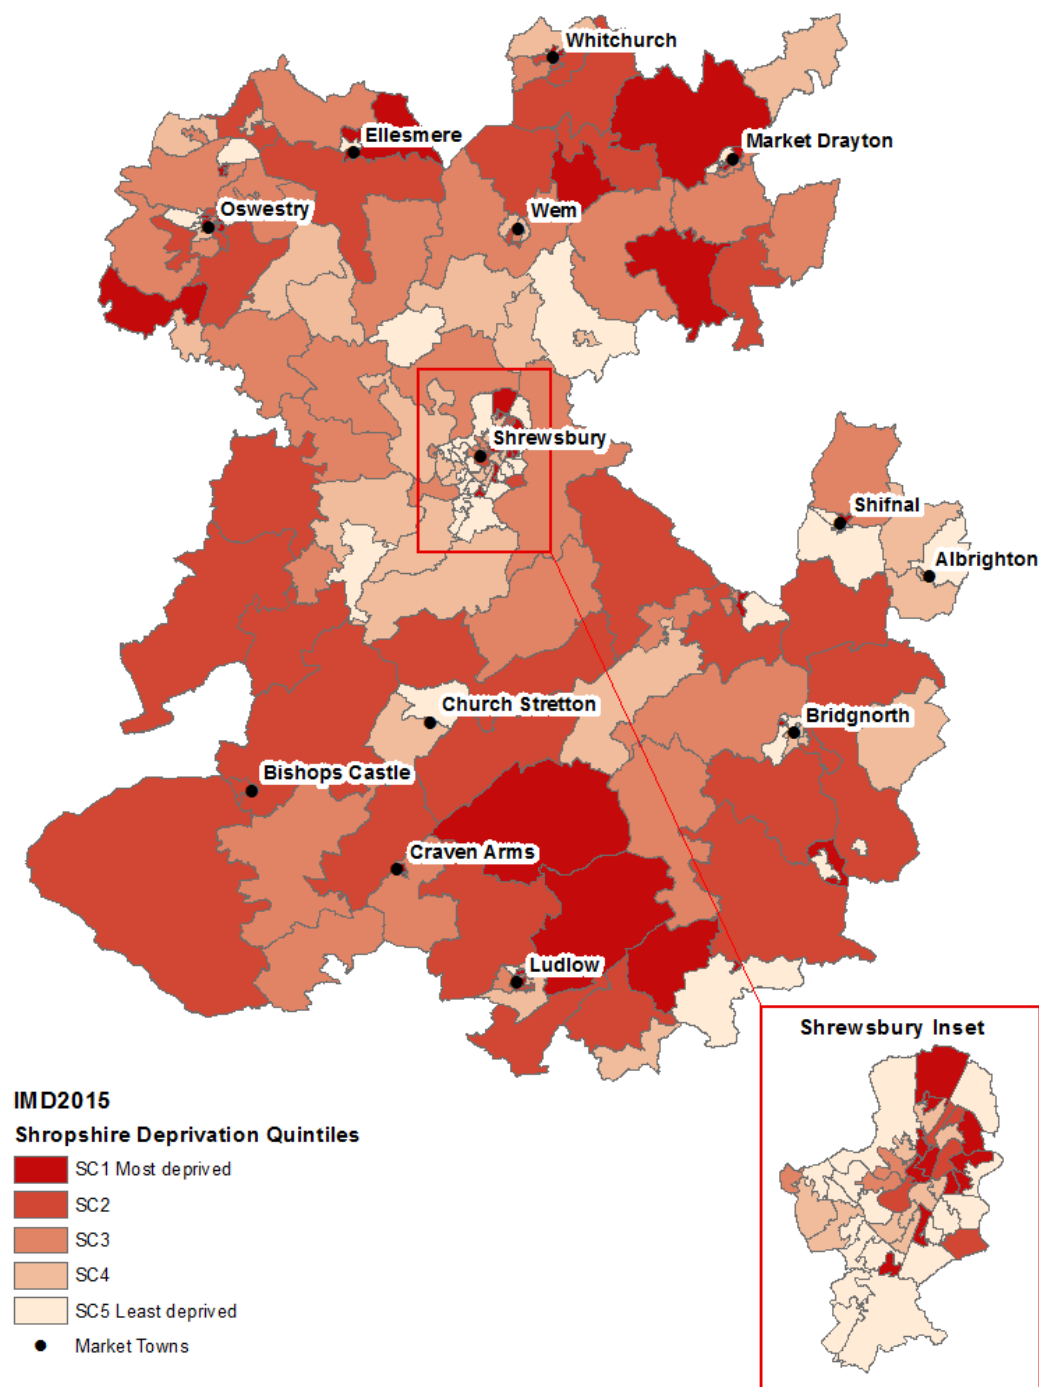 Whitchurch
Ellesmere
Market Drayton
Oswestry
Wem
Shrewsbury
Shifnal
Albrighton
Church Stretton
Bridgnorth
Bishops Castle
Craven Arms
Ludlow
Shrewsbury Inset
IMD2015
Shropshire Deprivation Quintiles
SC1 Most deprived
SC2
SC3
SC4
SC5 Least deprived
Market Towns